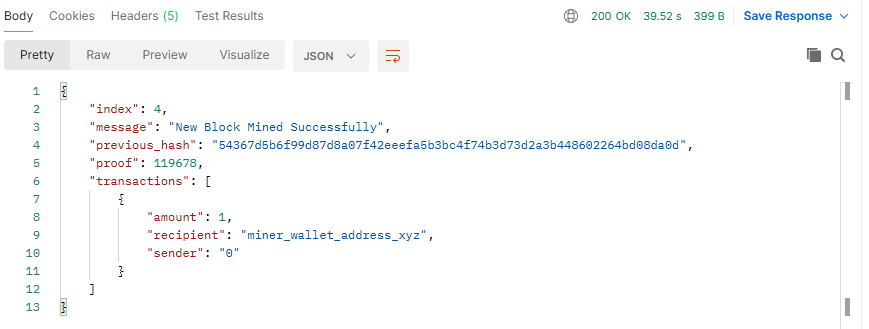 Body Cookies Headers (5) Test Results 200 OK 39.52 s 399 B Save Response
Pretty Raw Preview Visualize JSON
1 {
2 "index": 4,
3 "message": "New Block Mined Successfully",
4 "previous_hash": "54367d5b6f99d87d8a07f42eeefa5b3bc4f74b3d73d2a3b448602264bd08da0d",
5 "proof": 119678,
6 "transactions": [
7 {
8 "amount": 1,
9 "recipient": "miner_wallet_address_xyz",
10 "sender": "0"
11 }
12 ]
13 }